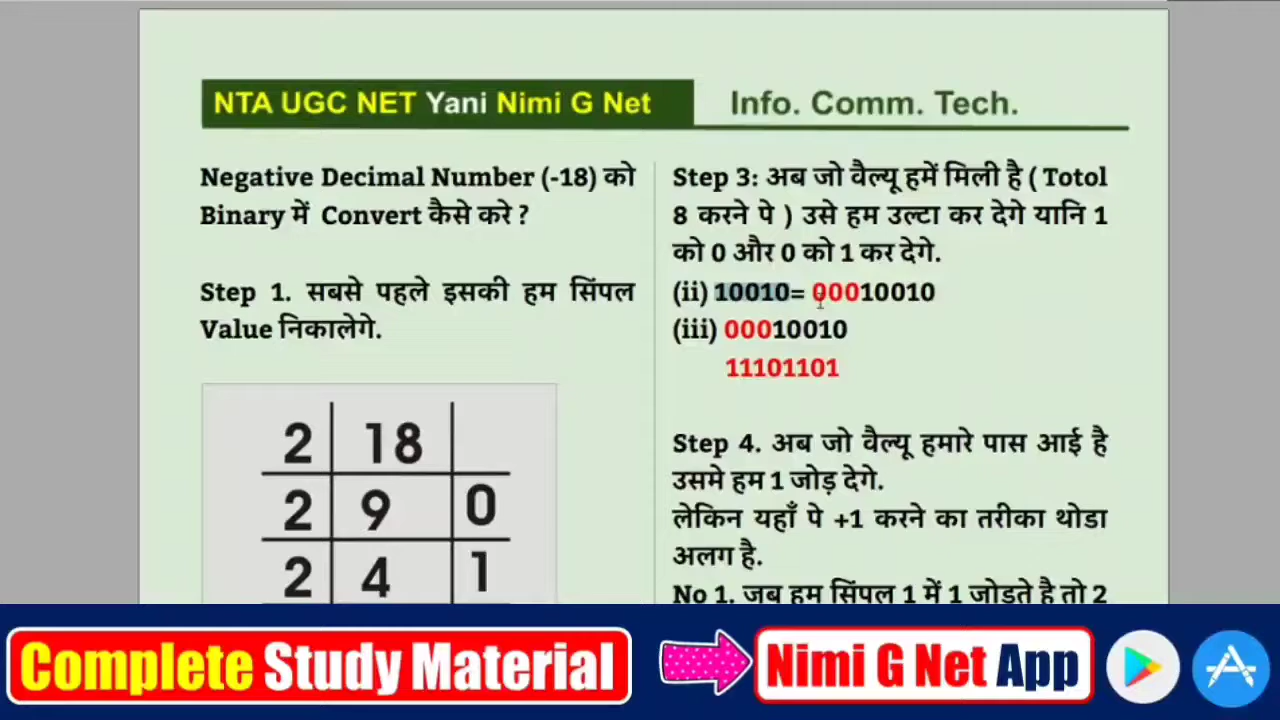 NTA UGC NET Yani Nimi G Net
Info. Comm. Tech.
Negative Decimal Number (-18) को
Binary में Convert कैसे करे ?
Step 1. सबसे पहले इसकी हम सिंपल
Value निकालेगे.
2 18
2 9 0
2 4 1
Step 3: अब जो वैल्यू हमें मिली है ( Totol
8 करने पे ) उसे हम उल्टा कर देगे यानि 1
को 0 और 0 को 1 कर देगे.
(ii) 10010= 00010010
(iii) 00010010
11101101
Step 4. अब जो वैल्यू हमारे पास आई है
उसमे हम 1 जोड़ देगे.
लेकिन यहाँ पे +1 करने का तरीका थोडा
अलग है.
No 1. जब हम सिंपल 1 में 1 जोड़ते है तो 2
Complete Study Material
Nimi G Net App